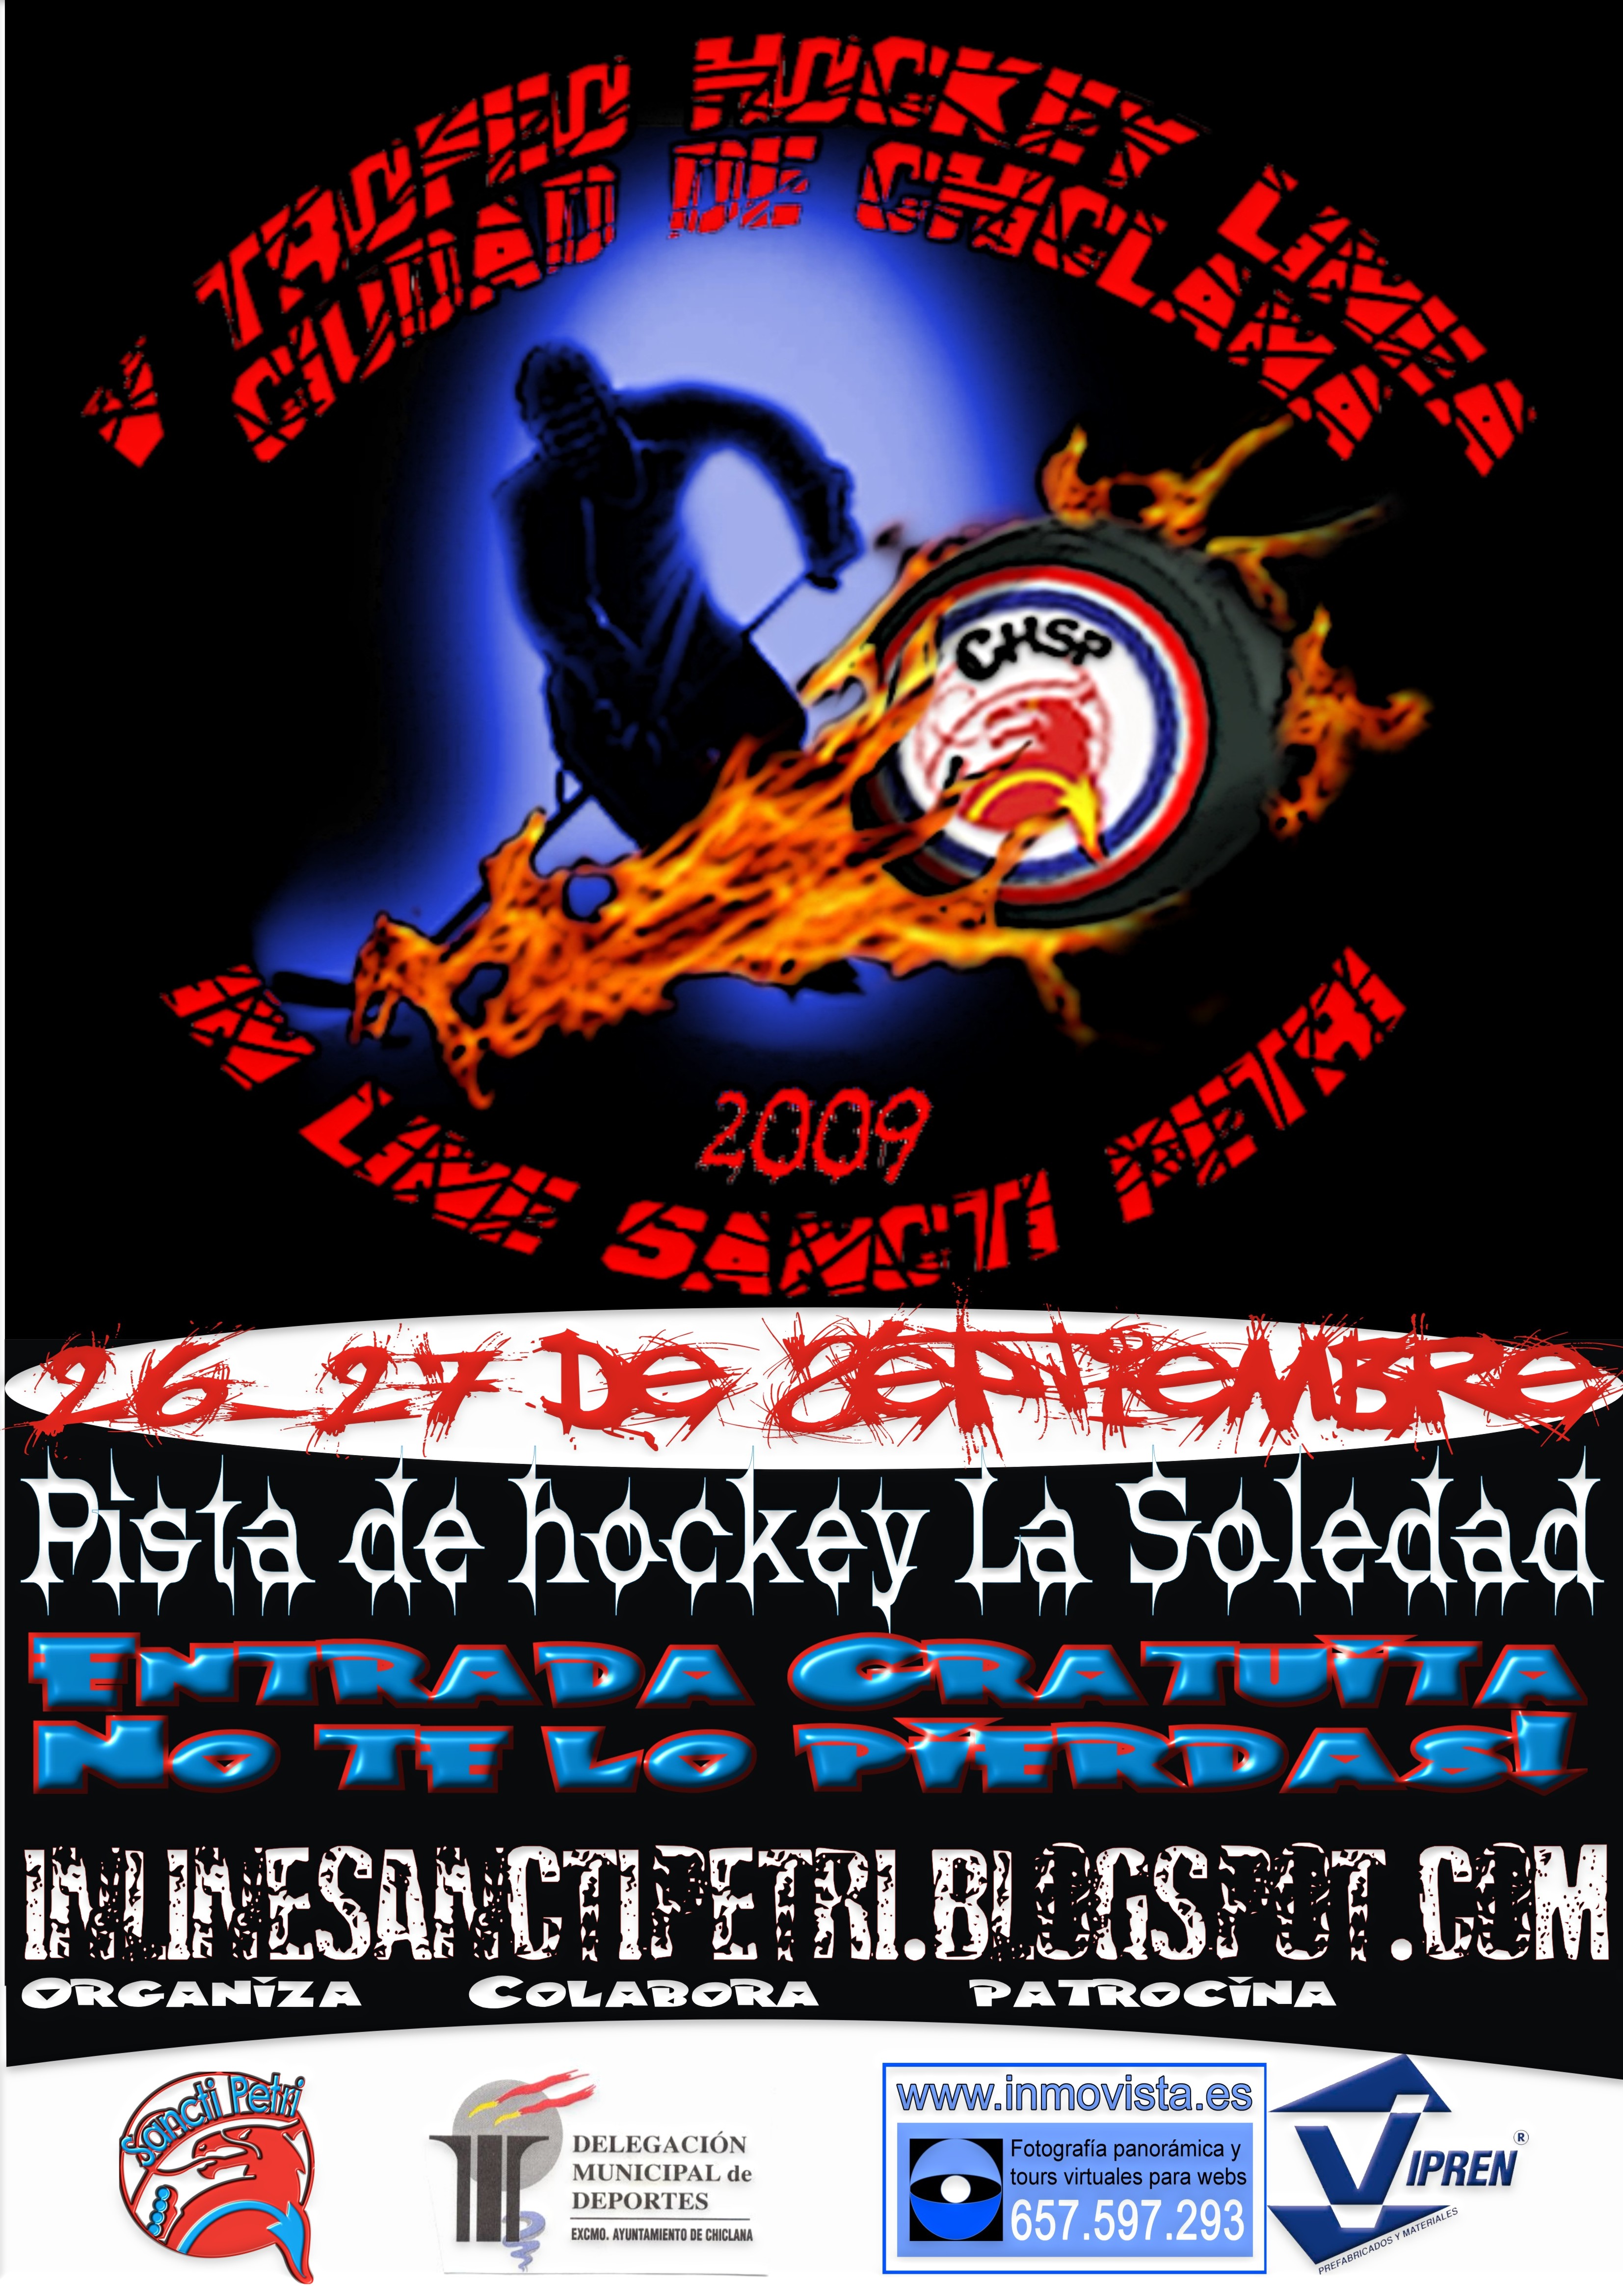 V TROFEO HOCKEY LINEA
CIUDAD DE CHICLANA
CHSP
2009
IN LINE SANCTI PETRI
26_27 DE SEPTIEMBRE
Pista de hockey La Soledad
ENTRADA GRATUITA
NO TE LO PIERDAS!
INLINESANCTIPETRI.BLOGSPOT.COM
ORGANIZA COLABORA PATROCINA
Sancti Petri
DELEGACIÓN
MUNICIPAL de
DEPORTES
EXCMO. AYUNTAMIENTO DE CHICLANA
www.inmovista.es
Fotografía panorámica y
tours virtuales para webs
657.597.293
VIPREN ®
PREFABRICADOS Y MATERIALES